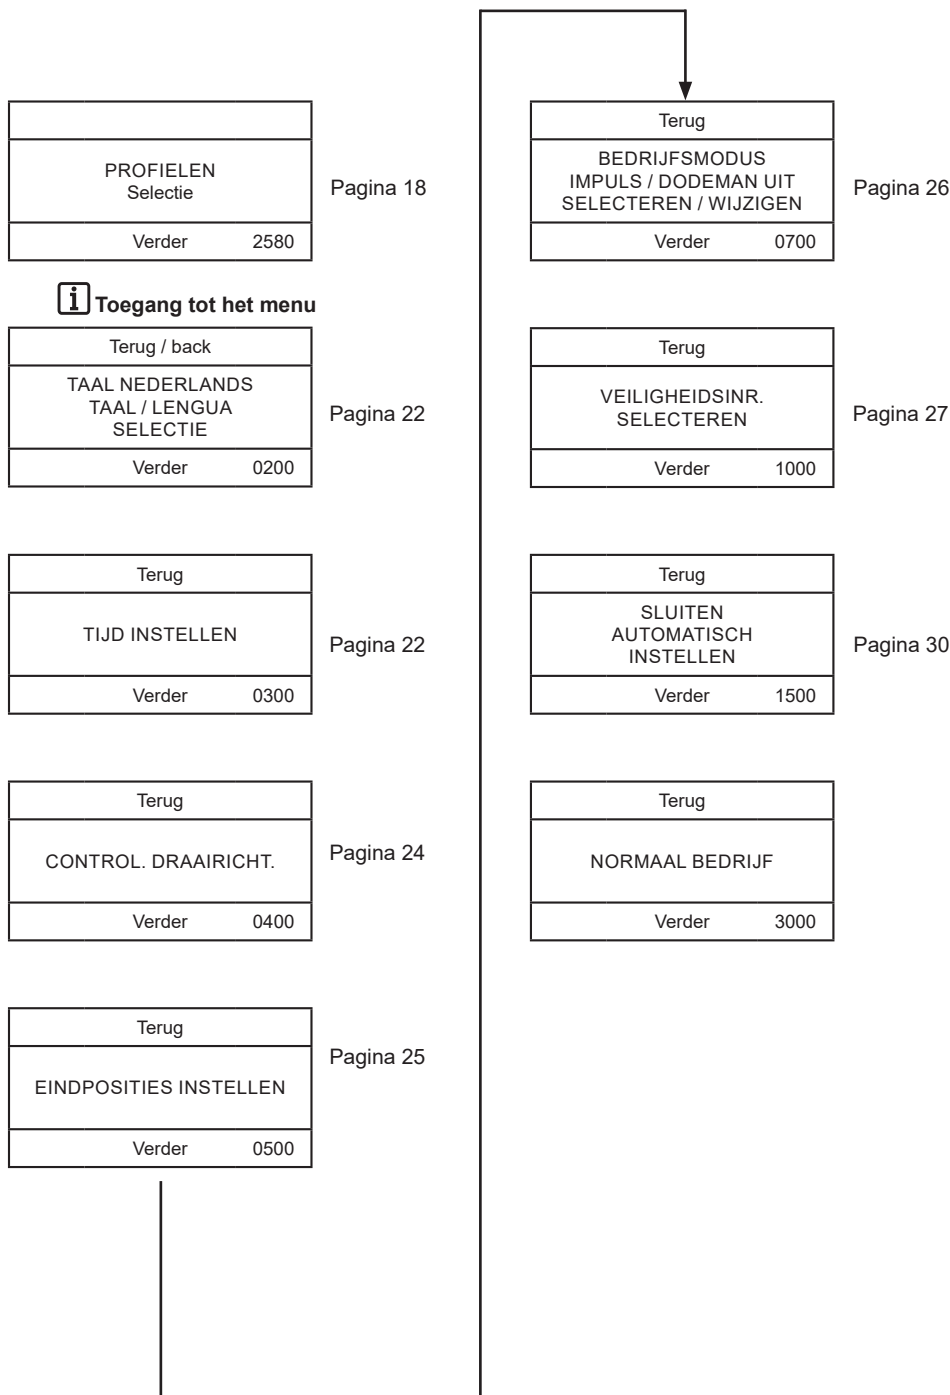 PROFIELEN
Selectie
Verder 2580
Pagina 18
i Toegang tot het menu
Terug / back
TAAL NEDERLANDS
TAAL / LENGUA
SELECTIE
Verder 0200
Pagina 22
Terug
TIJD INSTELLEN
Verder 0300
Pagina 22
Terug
CONTROL. DRAAIRICHT.
Verder 0400
Pagina 24
Terug
EINDPOSITIES INSTELLEN
Verder 0500
Pagina 25
Terug
BEDRIJFSMODUS
IMPULS / DODEMAN UIT
SELECTEREN / WIJZIGEN
Verder 0700
Pagina 26
Terug
VEILIGHEIDSINR.
SELECTEREN
Verder 1000
Pagina 27
Terug
SLUITEN
AUTOMATISCH
INSTELLEN
Verder 1500
Pagina 30
Terug
NORMAAL BEDRIJF
Verder 3000